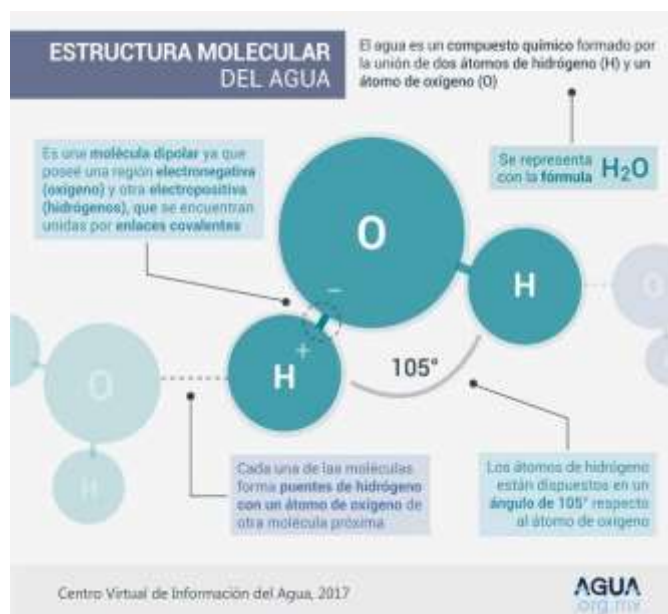 ESTRUCTURA MOLECULAR
DEL AGUA
El agua es un compuesto químico formado por
la unión de dos átomos de hidrógeno (H) y un
átomo de oxígeno (O)
Es una molécula dipolar ya que
poseé una región electronegativa
(oxígeno) y otra electropositiva
(hidrógenos), que se encuentran
unidas por enlaces covalentes
Se representa
con la fórmula H₂O
O
H
O
−
+
H
105°
O
H
Cada una de las moléculas
forma puentes de hidrógeno
con un átomo de oxígeno de
otra molécula próxima
Los átomos de hidrógeno
están dispuestos en un
ángulo de 105° respecto
al átomo de oxígeno
Centro Virtual de Información del Agua, 2017
AGUA
.org.mx